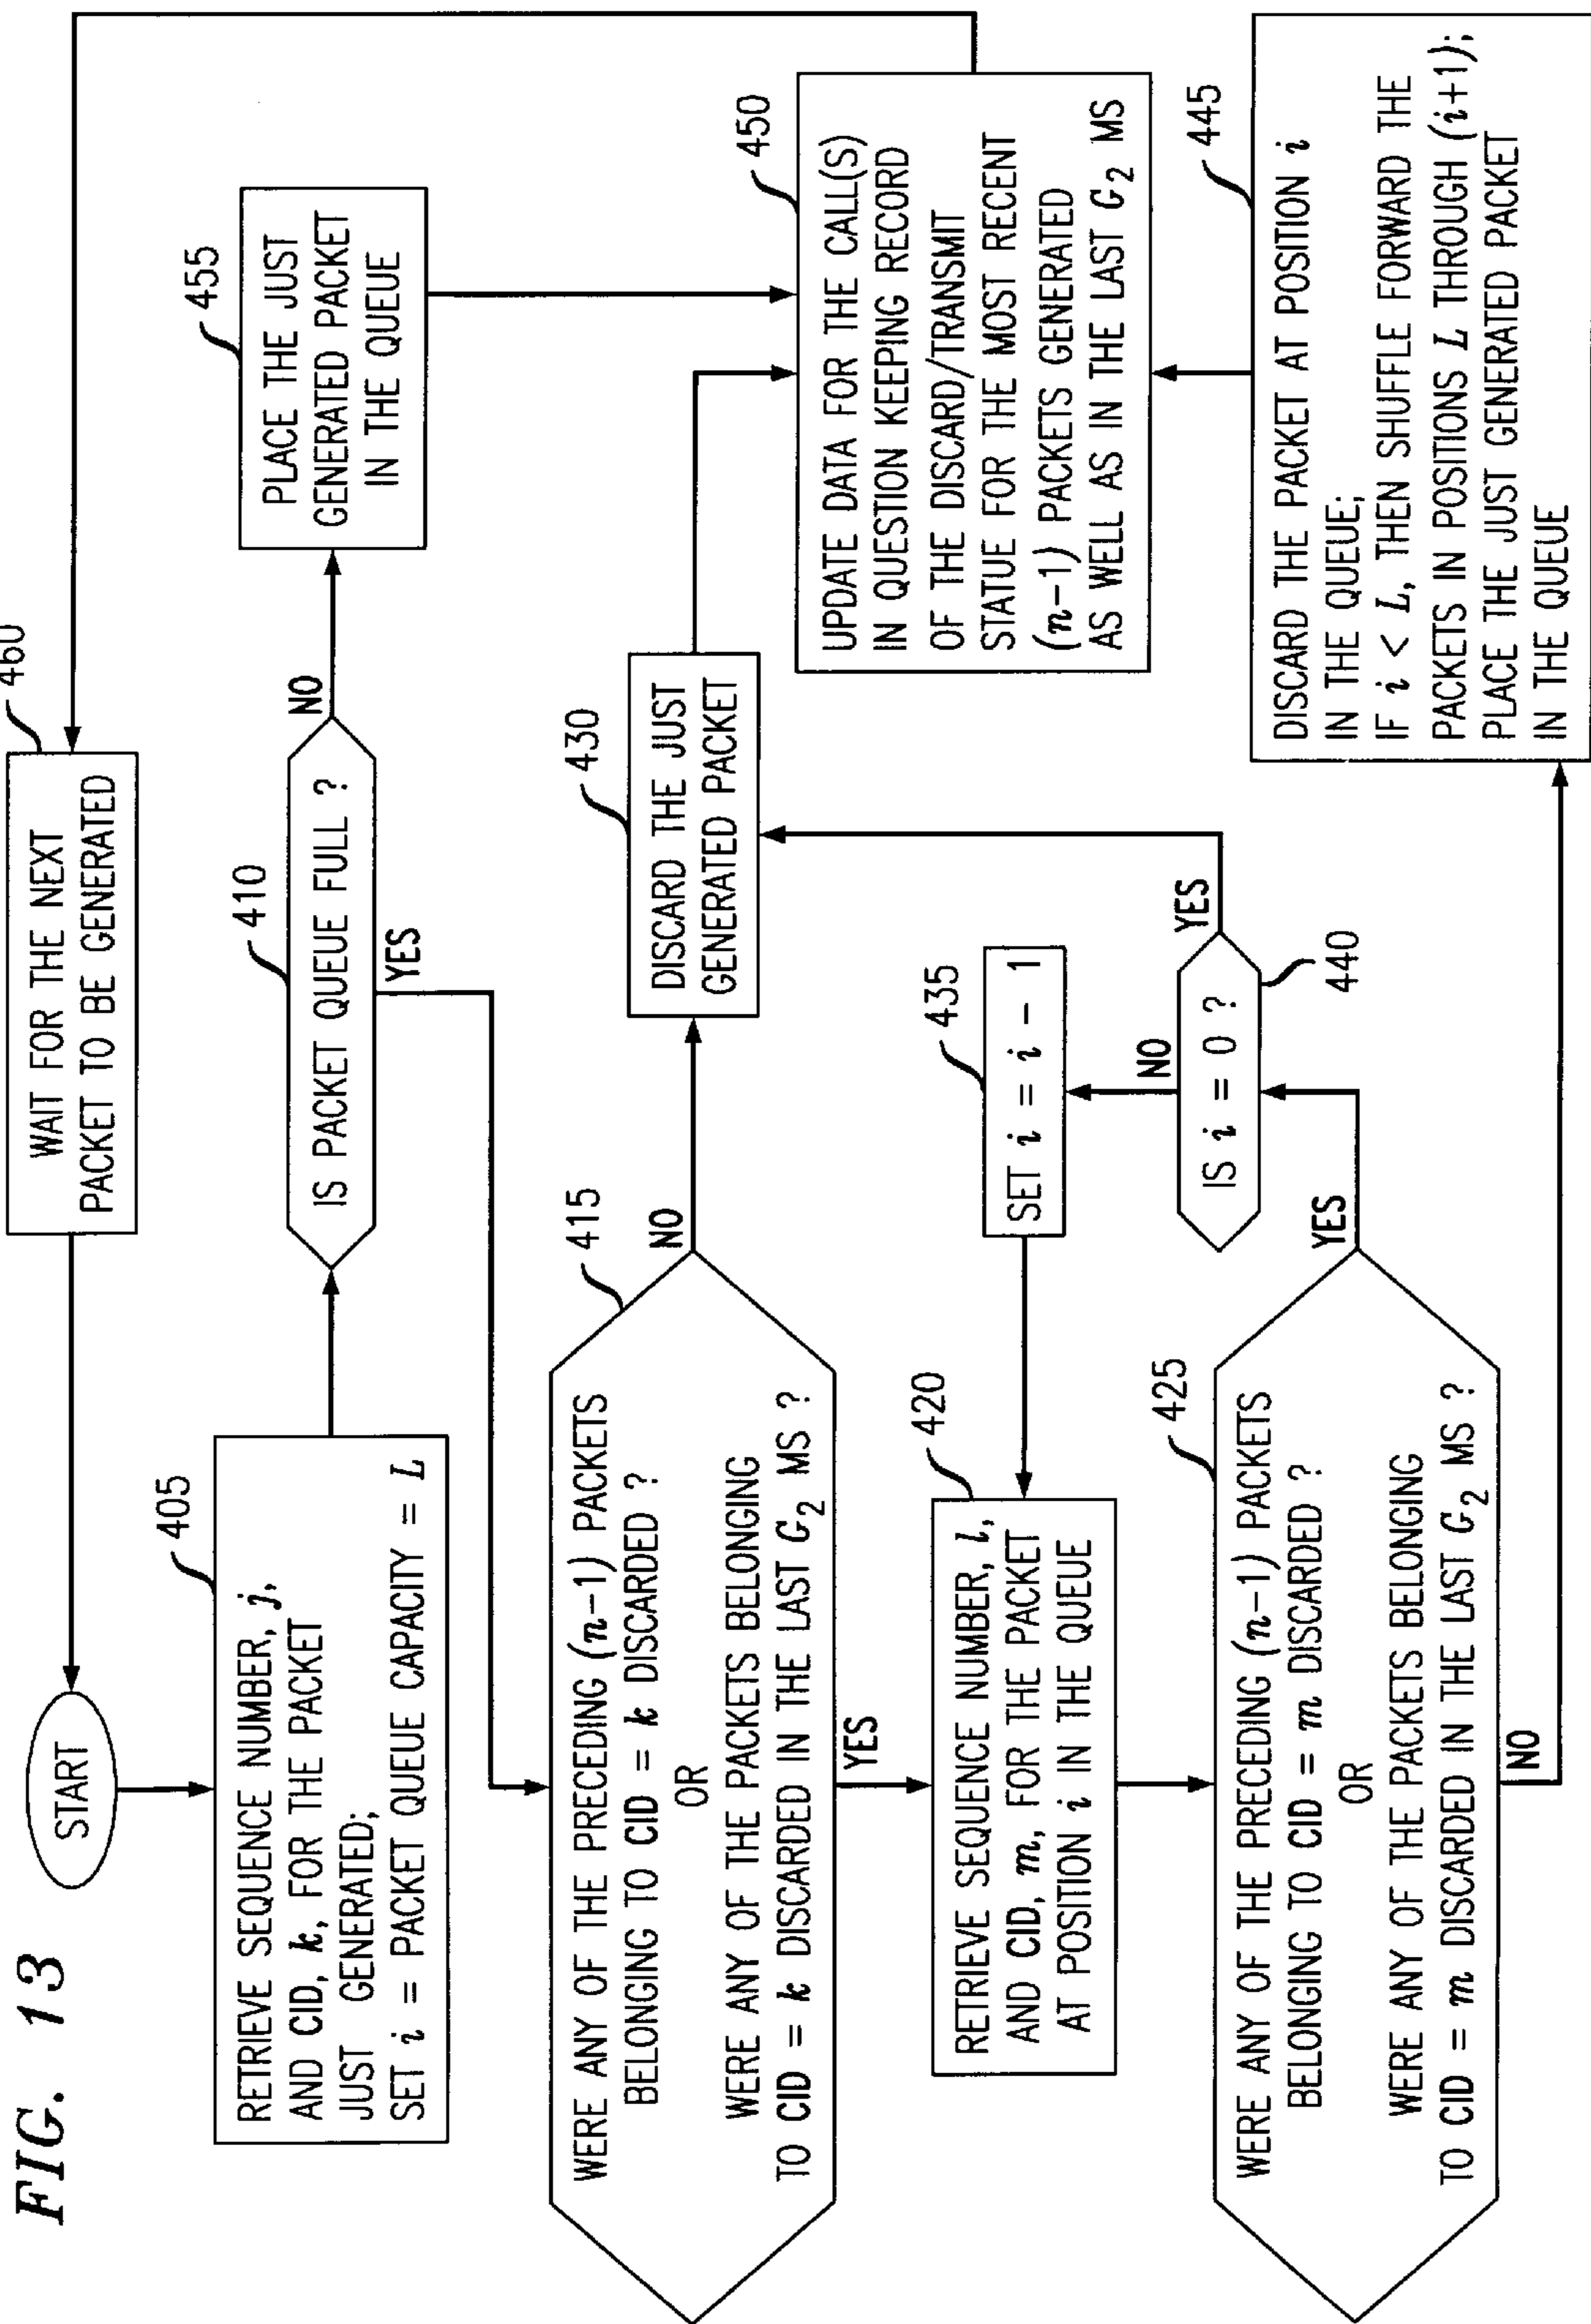 FIG. 13
START
WAIT FOR THE NEXT
PACKET TO BE GENERATED
460
RETRIEVE SEQUENCE NUMBER, j,
AND CID, k, FOR THE PACKET
JUST GENERATED;
SET i = PACKET QUEUE CAPACITY = L
405
IS PACKET QUEUE FULL ?
410
NO
YES
PLACE THE JUST
GENERATED PACKET
IN THE QUEUE
455
WERE ANY OF THE PRECEDING (n-1) PACKETS
BELONGING TO CID = k DISCARDED ?
OR
WERE ANY OF THE PACKETS BELONGING
TO CID = k DISCARDED IN THE LAST G2 MS ?
415
NO
YES
DISCARD THE JUST
GENERATED PACKET
430
UPDATE DATA FOR THE CALL(S)
IN QUESTION KEEPING RECORD
OF THE DISCARD/TRANSMIT
STATUE FOR THE MOST RECENT
(n-1) PACKETS GENERATED
AS WELL AS IN THE LAST G2 MS
450
RETRIEVE SEQUENCE NUMBER, l,
AND CID, m, FOR THE PACKET
AT POSITION i IN THE QUEUE
420
SET i = i - 1
435
NO
IS i = 0 ?
440
YES
WERE ANY OF THE PRECEDING (n-1) PACKETS
BELONGING TO CID = m DISCARDED ?
OR
WERE ANY OF THE PACKETS BELONGING
TO CID = m DISCARDED IN THE LAST G2 MS ?
425
YES
NO
DISCARD THE PACKET AT POSITION i
IN THE QUEUE;
IF i < L, THEN SHUFFLE FORWARD THE
PACKETS IN POSITIONS L THROUGH (i+1);
PLACE THE JUST GENERATED PACKET
IN THE QUEUE
445